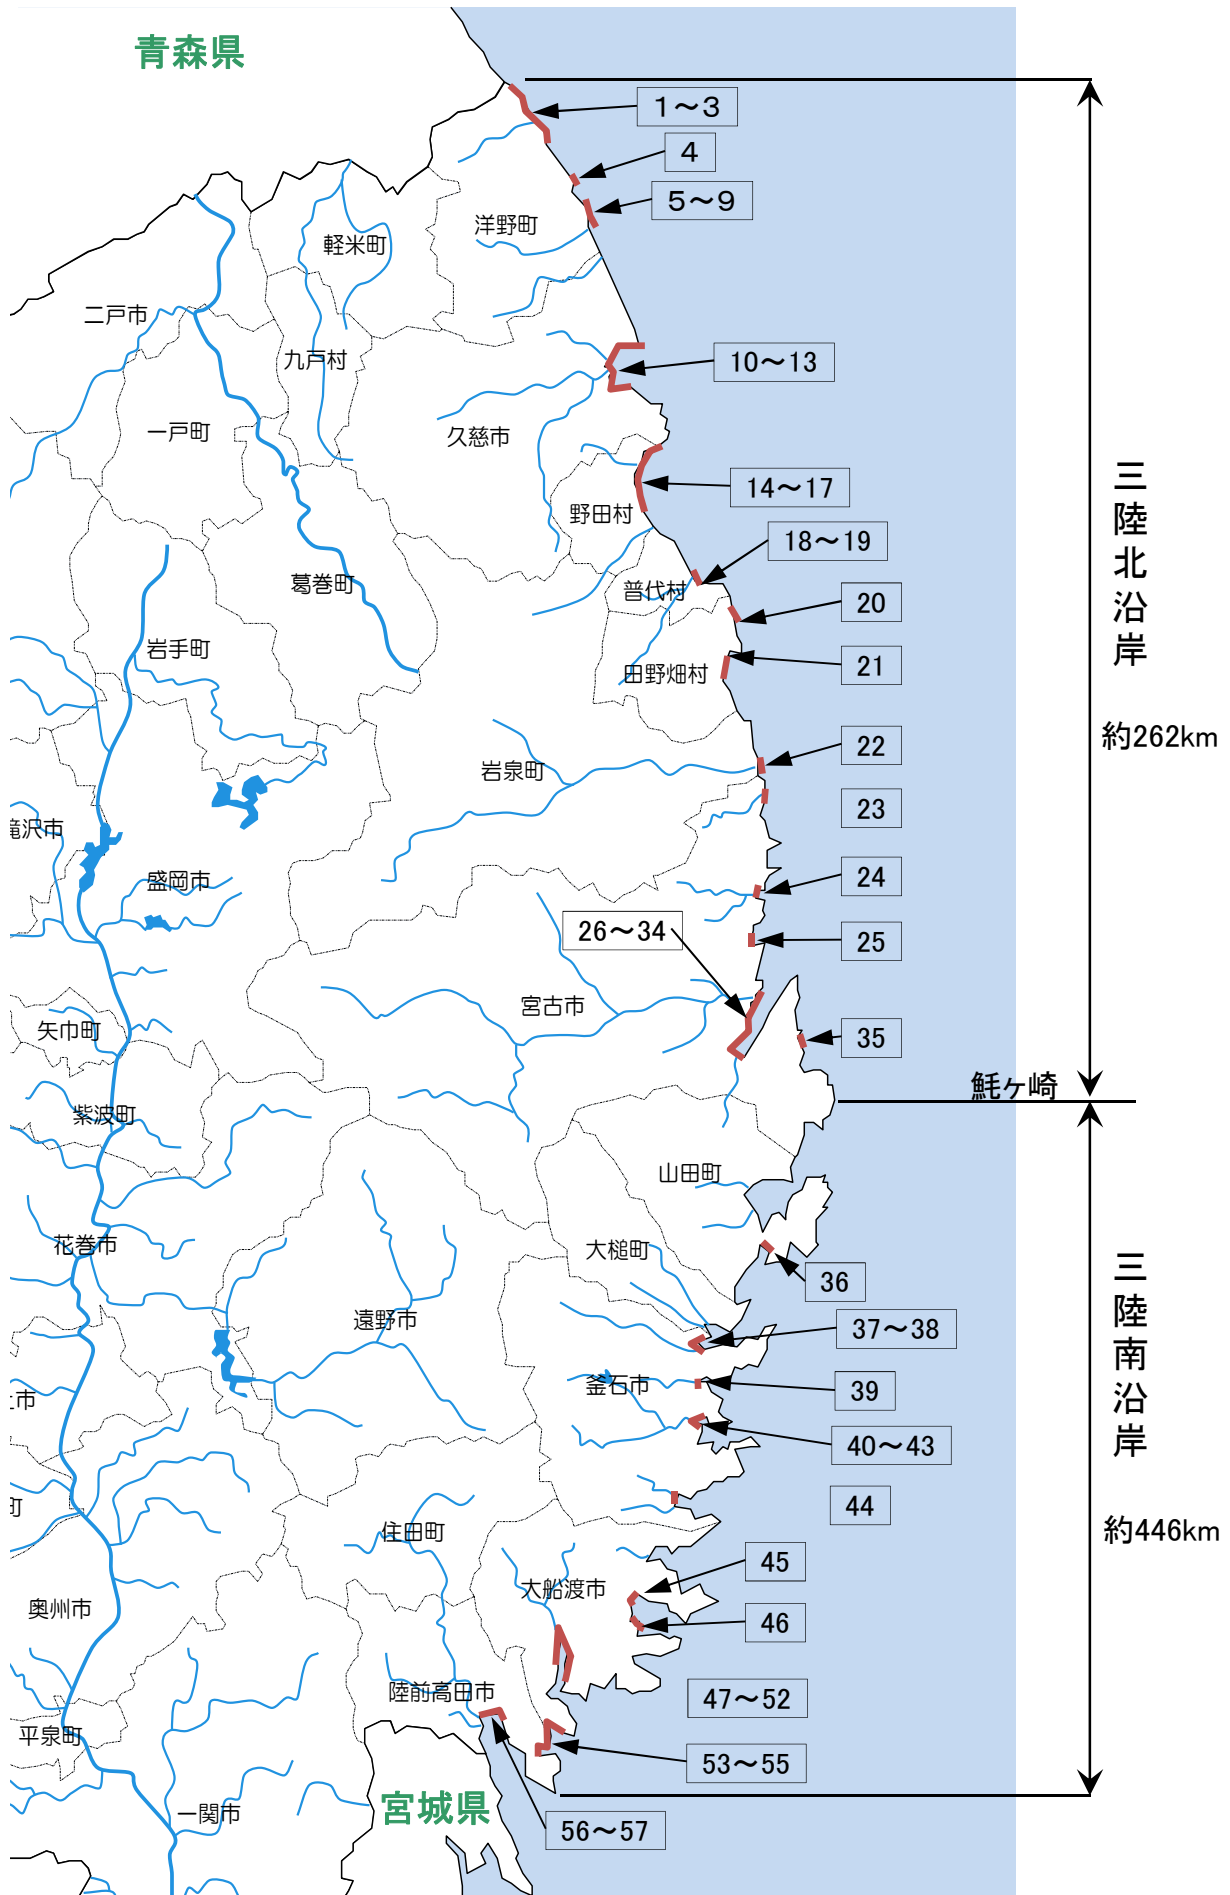 青森県
1～3
4
5～9
洋野町
軽米町
二戸市
九戸村
10～13
一戸町
久慈市
14～17
野田村
18～19
普代村
葛巻町
20
岩手町
田野畑村
21
三陸北沿岸
約262km
22
岩泉町
23
滝沢市
盛岡市
24
26～34
25
宮古市
矢巾町
35
魹ヶ崎
紫波町
山田町
花巻市
大槌町
36
遠野市
37～38
釜石市
39
市
40～43
三陸南沿岸
約446km
町
44
住田町
45
大船渡市
奥州市
46
陸前高田市
47～52
平泉町
53～55
宮城県
一関市
56～57